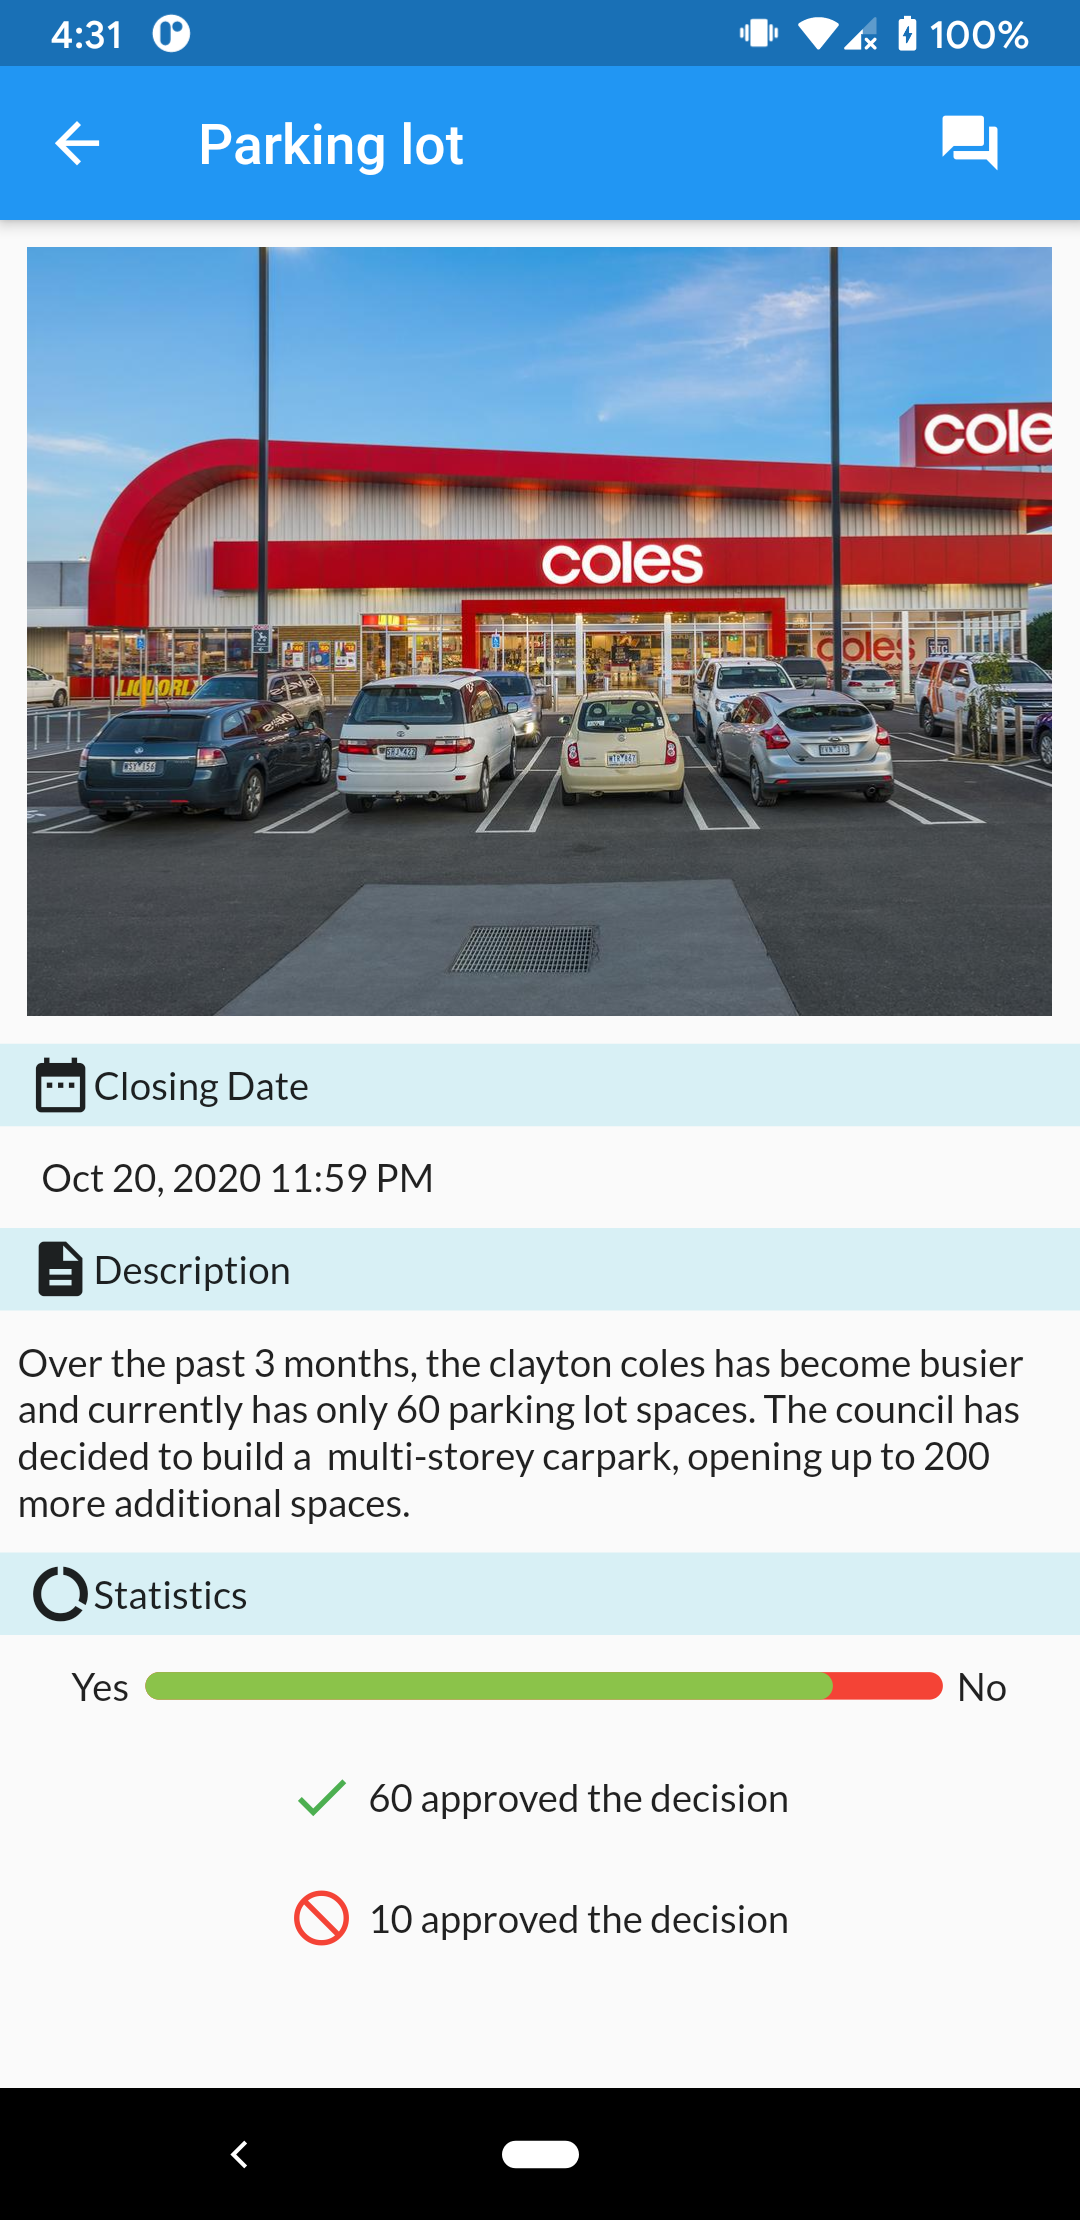 4:31
100%
Parking lot
cole
coles
coles
LIQUORL
Closing Date
Oct 20, 2020 11:59 PM
Description
Over the past 3 months, the clayton coles has become busier
and currently has only 60 parking lot spaces. The council has
decided to build a  multi-storey carpark, opening up to 200
more additional spaces.
Statistics
Yes
No
60 approved the decision
10 approved the decision